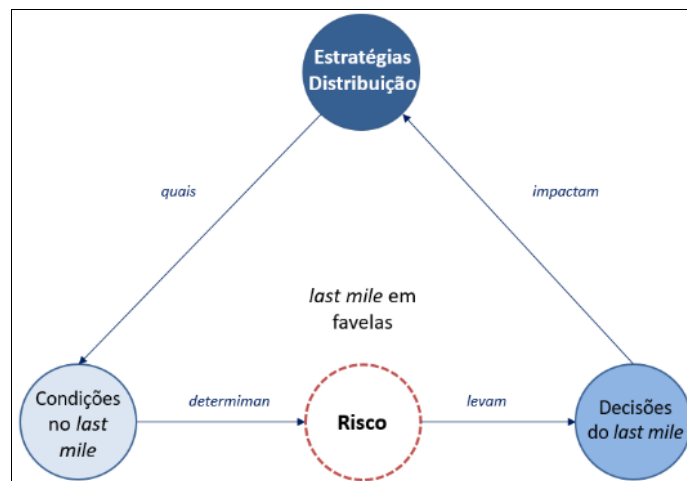 Estratégias
Distribuição
quais
impactam
last mile em
favelas
Condições
no last
mile
determiman
Risco
levam
Decisões
do last mile